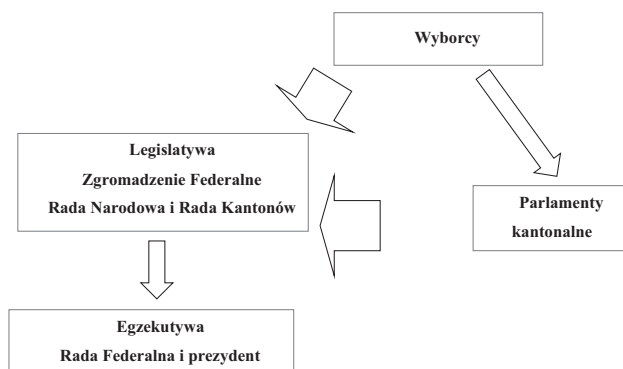 Wyborcy
Legislatywa
Zgromadzenie Federalne
Rada Narodowa i Rada Kantonów
Parlamenty
kantonalne
Egzekutywa
Rada Federalna i prezydent